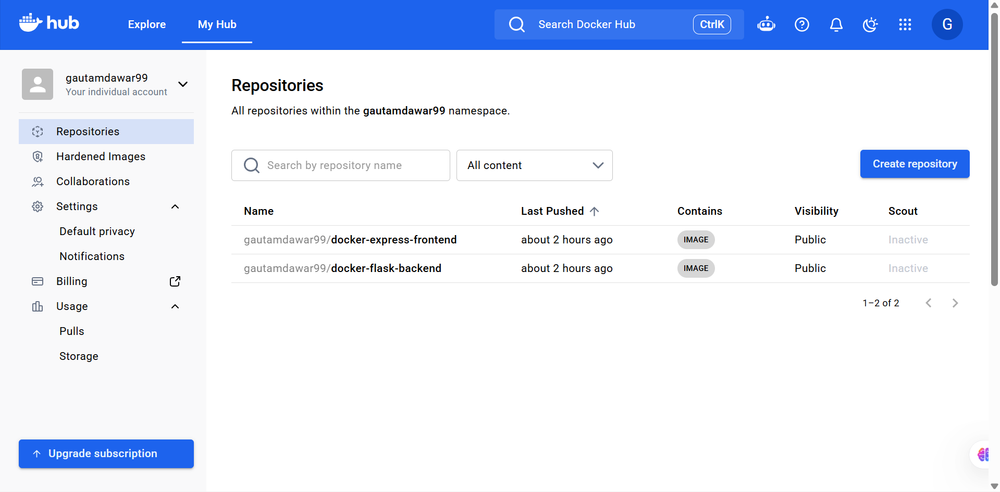 hub
Explore
My Hub
Search Docker Hub
CtrlK
G
gautamdawar99
Your individual account
Repositories
Hardened Images
Collaborations
Settings
Default privacy
Notifications
Billing
Usage
Pulls
Storage
Upgrade subscription
Repositories
All repositories within the gautamdawar99 namespace.
Search by repository name
All content
Create repository
Name Last Pushed Contains Visibility Scout
gautamdawar99/docker-express-frontend about 2 hours ago IMAGE Public Inactive
gautamdawar99/docker-flask-backend about 2 hours ago IMAGE Public Inactive
1–2 of 2